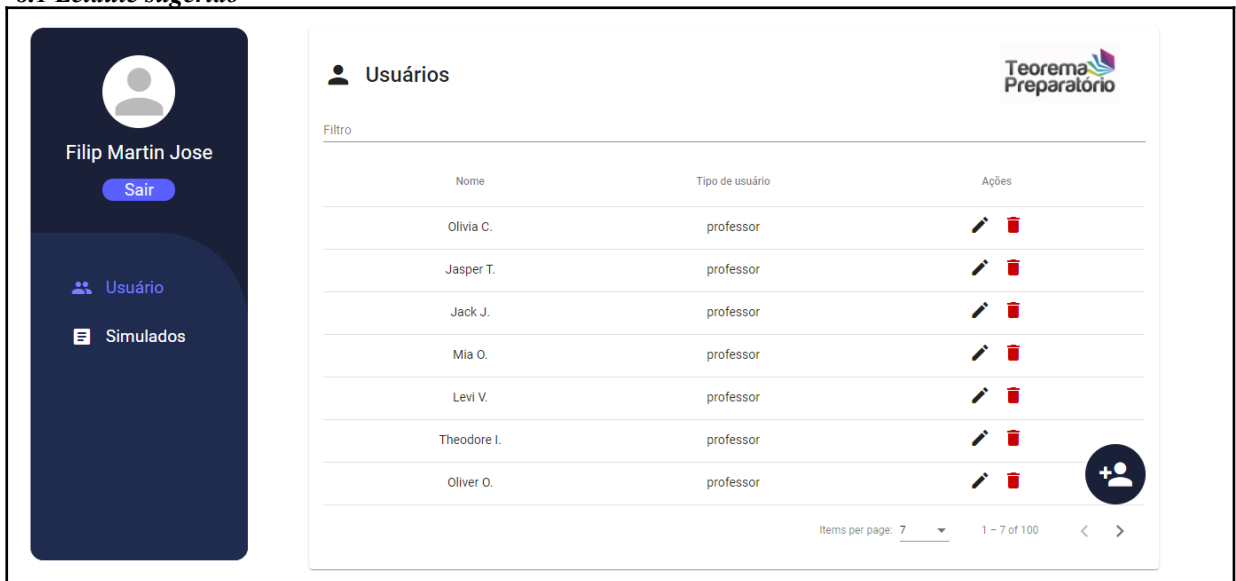 Filip Martin Jose
Sair
Usuário
Simulados
Usuários
Teorema
Preparatório
Filtro
Nome Tipo de usuário Ações
Olivia C. professor
Jasper T. professor
Jack J. professor
Mia O. professor
Levi V. professor
Theodore I. professor
Oliver O. professor
Items per page: 7 1 – 7 of 100